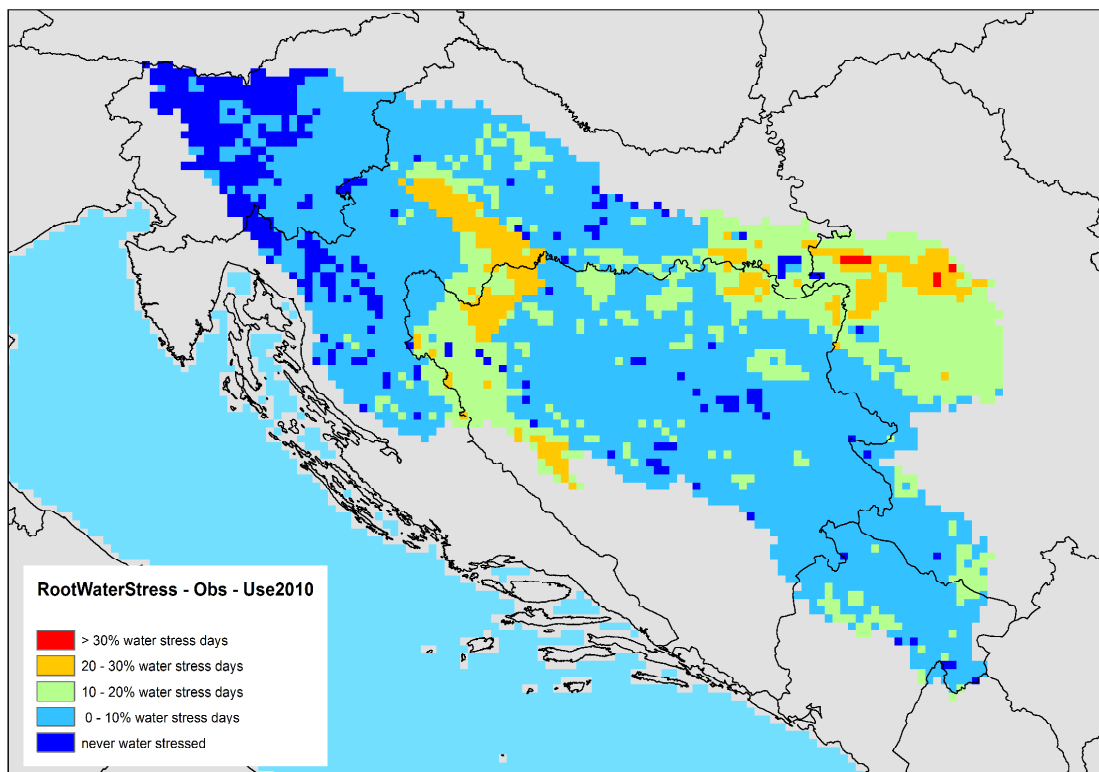 RootWaterStress - Obs - Use2010
> 30% water stress days
20 - 30% water stress days
10 - 20% water stress days
0 - 10% water stress days
never water stressed